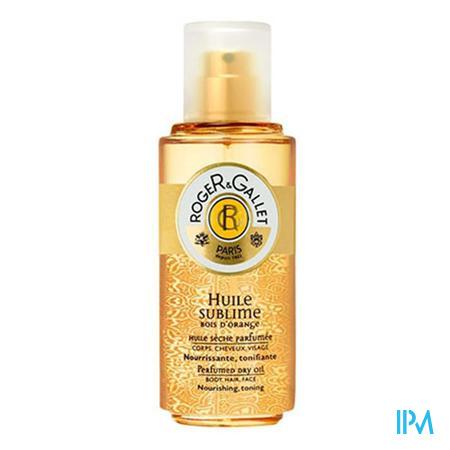 ROGER & GALLET
R
PARIS
depuis 1862
HUILE
SUBLIME
BOIS D'ORANGE
HUILE SÈCHE PARFUMÉE
CORPS, CHEVEUX, VISAGE
Nourrissante, tonifiante
PERFUMED DRY OIL
BODY, HAIR, FACE
Nourishing, toning
IPM